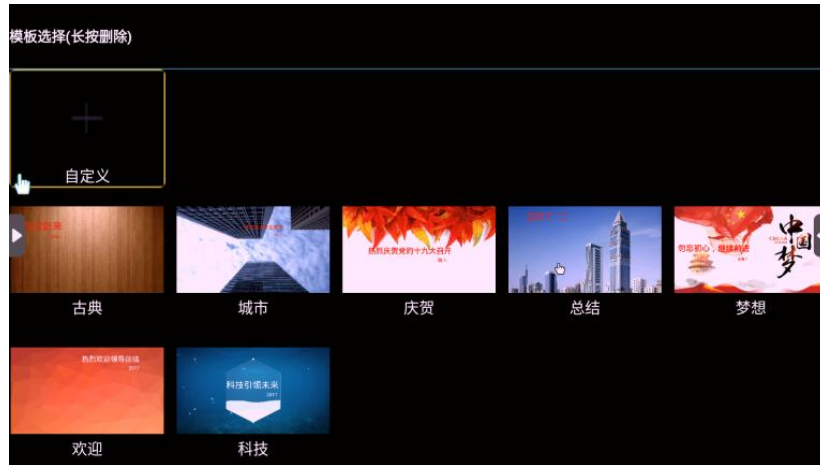 模板选择(长按删除)
自定义
热烈庆贺党的十九大召开
中国
梦
勿忘初心，继续前进
古典
城市
庆贺
总结
梦想
热烈欢迎领导莅临
2017
科技引领未来
2017
欢迎
科技